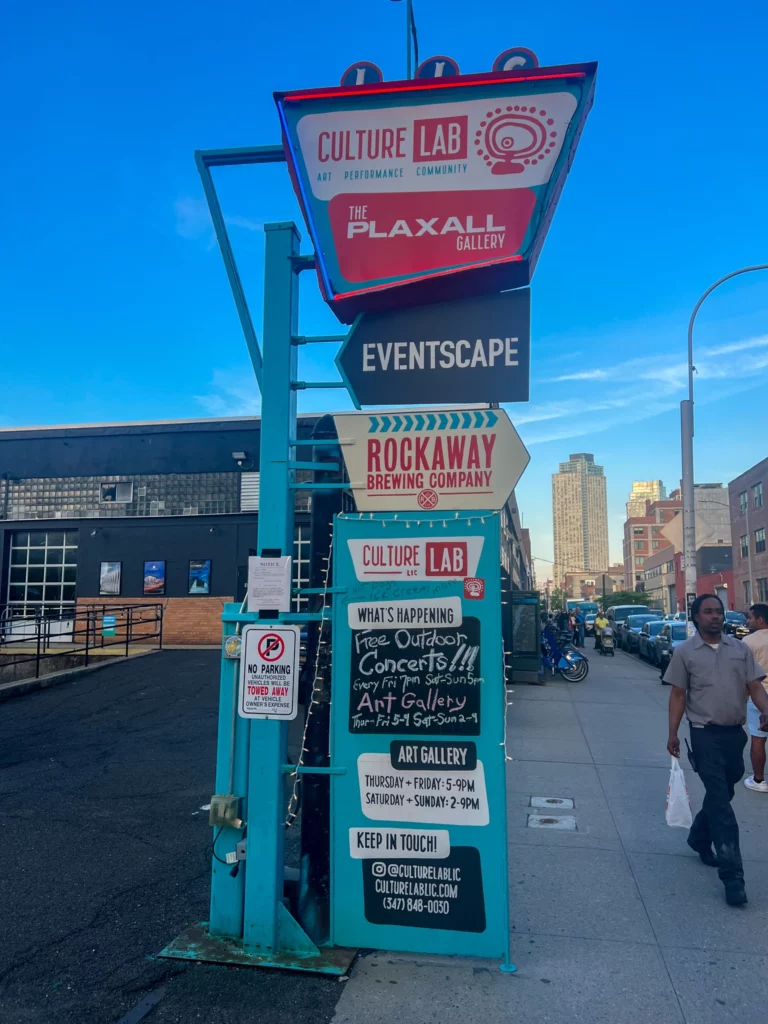 LIC
CULTURE LAB
ART PERFORMANCE COMMUNITY
THE
PLAXALL
GALLERY
EVENTSCAPE
ROCKAWAY
BREWING COMPANY
CULTURE LAB
LIC
WHAT'S HAPPENING
Free Outdoor
Concerts!!!
Every Fri 7pm Sat-Sun 5pm
Art Gallery
Thur-Fri 5-9 Sat-Sun 2-9
ART GALLERY
THURSDAY + FRIDAY: 5-9PM
SATURDAY + SUNDAY: 2-9PM
KEEP IN TOUCH!
@CULTURELABLIC
CULTURELABLIC.COM
(347) 848-0030
NOTICE
P
NO PARKING
UNAUTHORIZED
VEHICLES WILL BE
TOWED AWAY
AT VEHICLE
OWNER'S EXPENSE